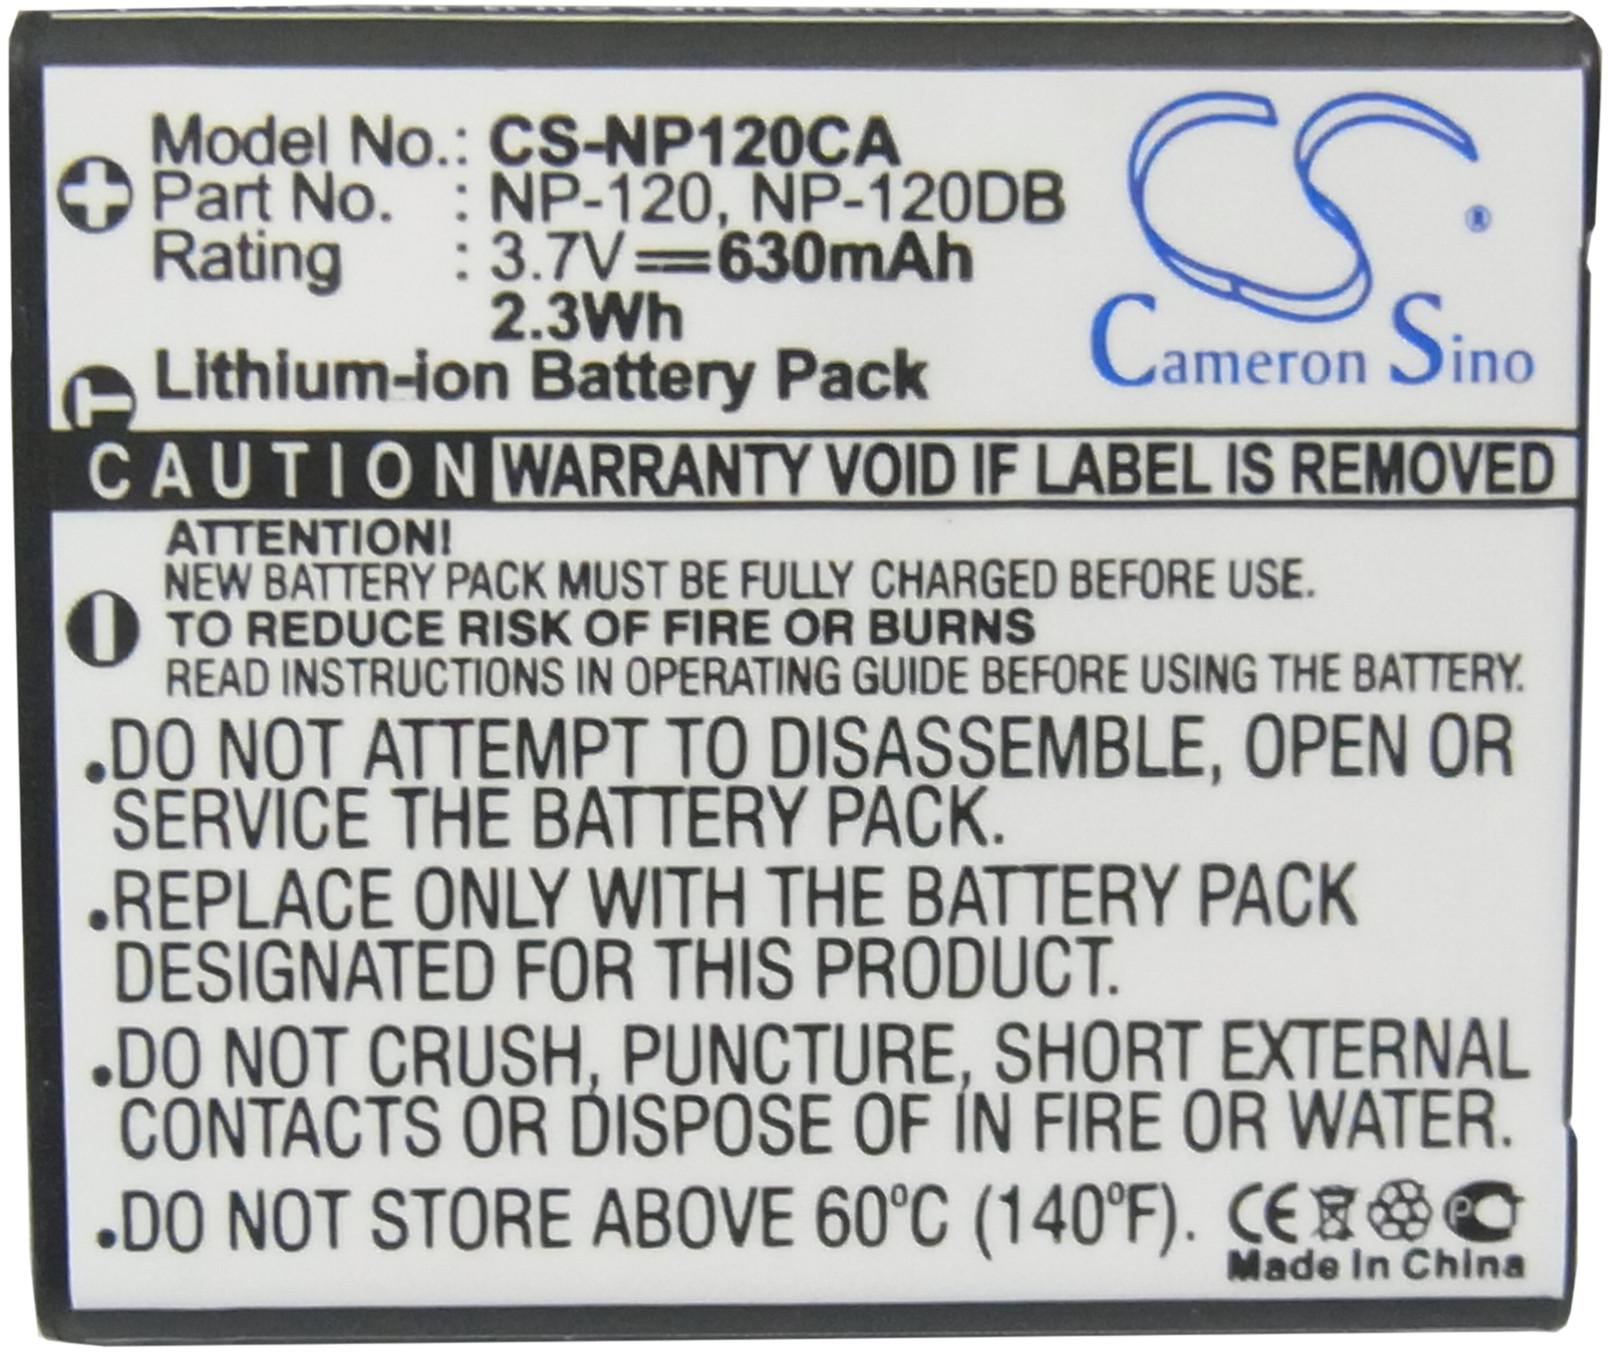 Model No.: CS-NP120CA
Part No. : NP-120, NP-120DB
Rating : 3.7V 630mAh
2.3Wh
Lithium-ion Battery Pack
CS ®
Cameron Sino
CAUTION WARRANTY VOID IF LABEL IS REMOVED
ATTENTION!
NEW BATTERY PACK MUST BE FULLY CHARGED BEFORE USE.
TO REDUCE RISK OF FIRE OR BURNS
READ INSTRUCTIONS IN OPERATING GUIDE BEFORE USING THE BATTERY.
•DO NOT ATTEMPT TO DISASSEMBLE, OPEN OR
SERVICE THE BATTERY PACK.
•REPLACE ONLY WITH THE BATTERY PACK
DESIGNATED FOR THIS PRODUCT.
•DO NOT CRUSH, PUNCTURE, SHORT EXTERNAL
CONTACTS OR DISPOSE OF IN FIRE OR WATER.
•DO NOT STORE ABOVE 60°C (140°F). CE
Made In China